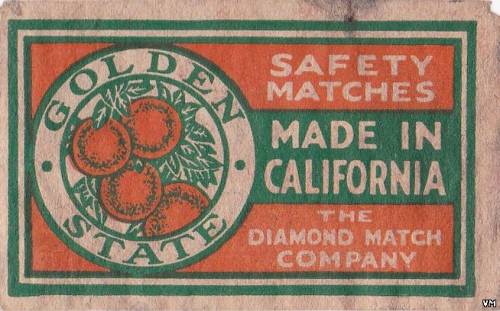 GOLDEN
STATE
SAFETY
MATCHES
MADE IN
CALIFORNIA
THE
DIAMOND MATCH
COMPANY
VM